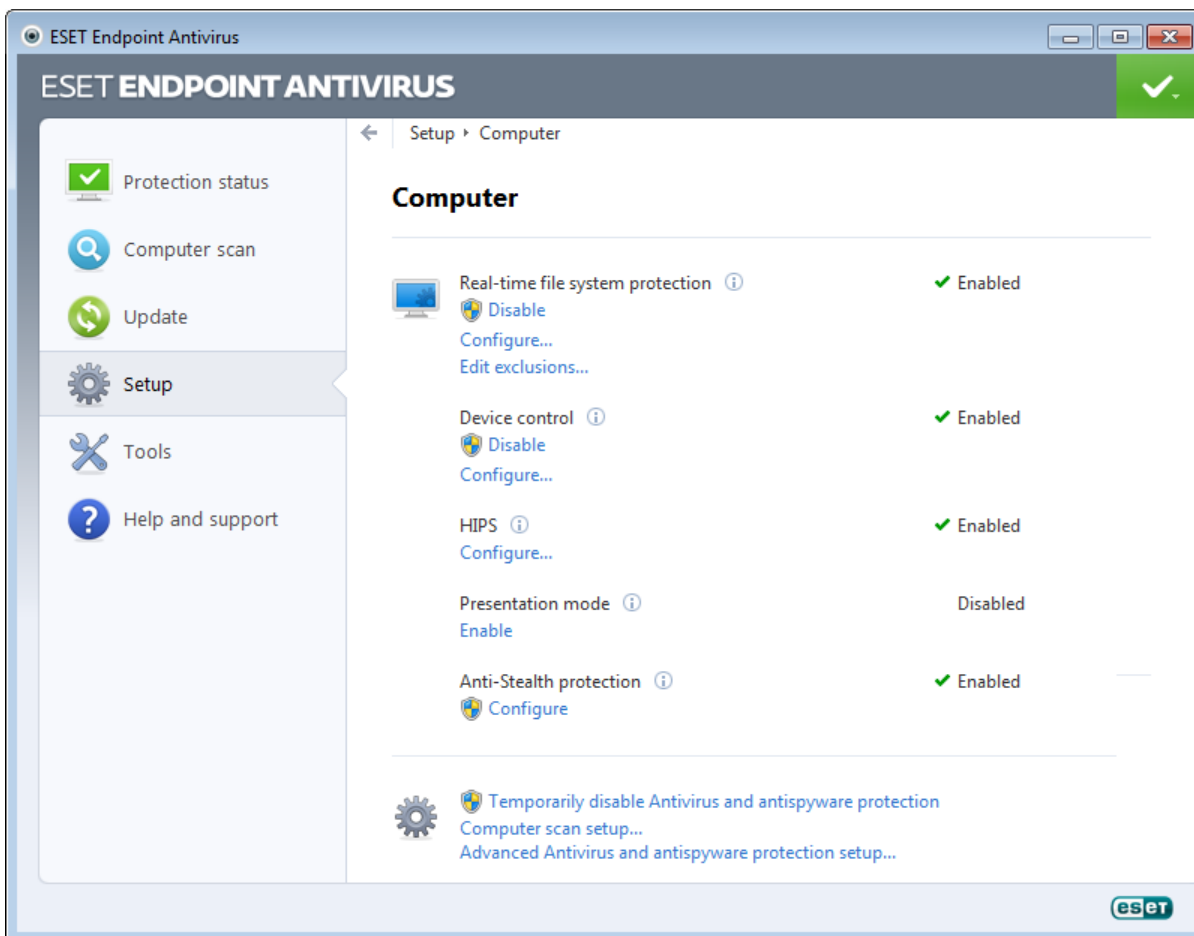 ESET Endpoint Antivirus
ESET ENDPOINT ANTIVIRUS
Setup Computer
Protection status
Computer scan
Update
Setup
Tools
Help and support
Computer
Real-time file system protection Enabled
Disable
Configure...
Edit exclusions...
Device control Enabled
Disable
Configure...
HIPS Enabled
Configure...
Presentation mode Disabled
Enable
Anti-Stealth protection Enabled
Configure
Temporarily disable Antivirus and antispyware protection
Computer scan setup...
Advanced Antivirus and antispyware protection setup...
eset